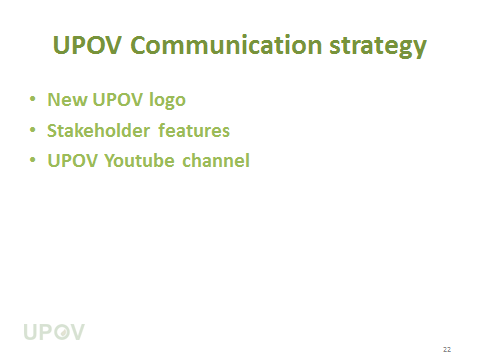 UPOV Communication strategy
• New UPOV logo
• Stakeholder features
• UPOV Youtube channel
UPOV
22